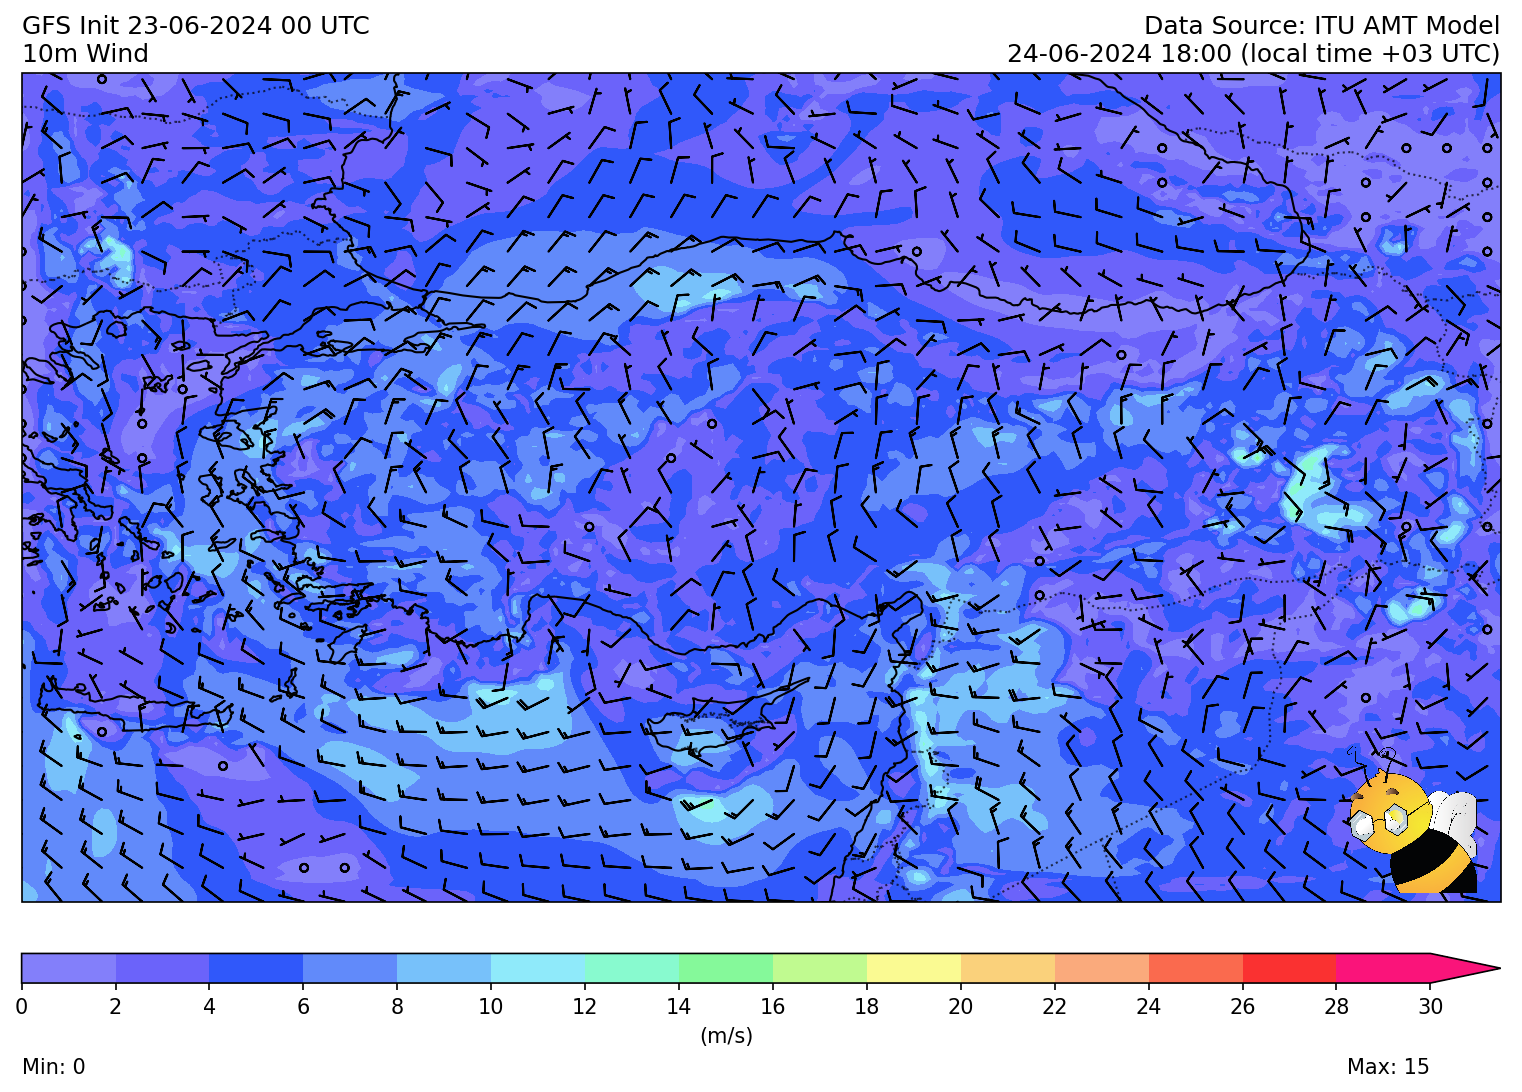 GFS Init 23-06-2024 00 UTC
Data Source: ITU AMT Model
10m Wind
24-06-2024 18:00 (local time +03 UTC)
0 2 4 6 8 10 12 14 16 18 20 22 24 26 28 30
(m/s)
Min: 0
Max: 15